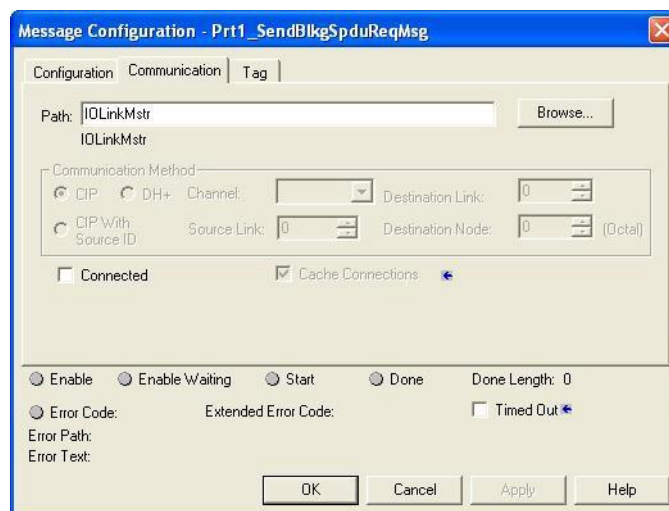 Message Configuration - Prt1_SendBlkgSpduReqMsg
Configuration Communication Tag
Path: IOLinkMstr Browse...
IOLinkMstr
Communication Method
CIP DH+ Channel: Destination Link: 0
CIP With Source ID Source Link: 0 Destination Node: 0 (Octal)
Connected Cache Connections
Enable Enable Waiting Start Done Done Length: 0
Error Code: Extended Error Code: Timed Out
Error Path:
Error Text:
OK Cancel Apply Help